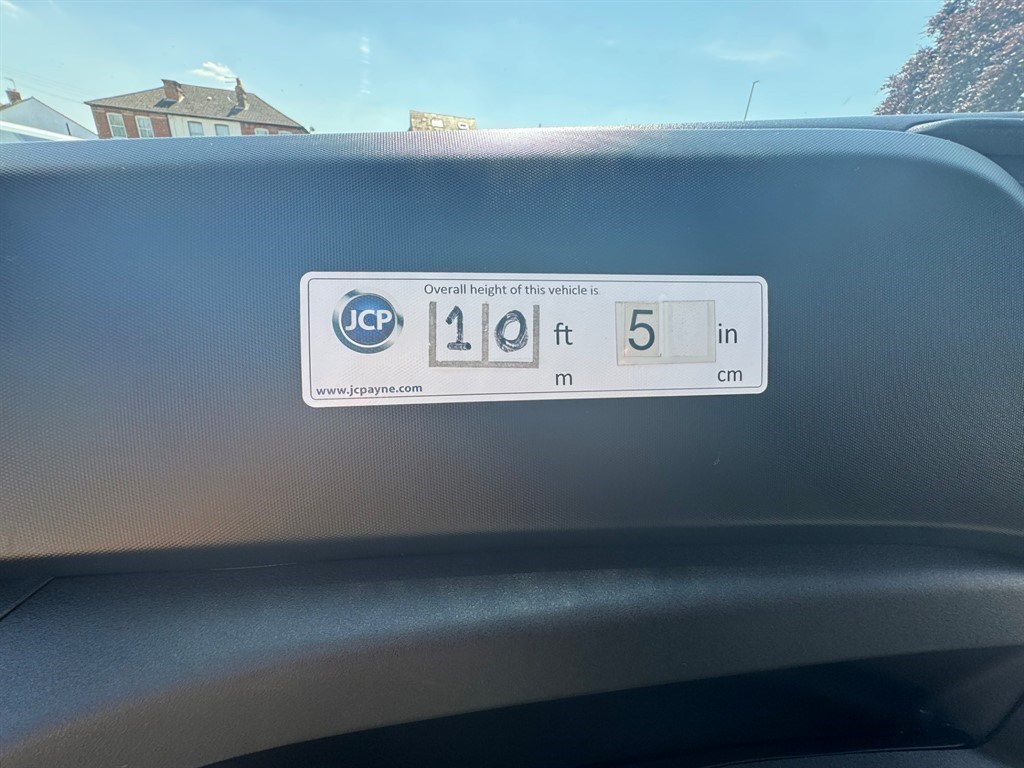 Overall height of this vehicle is
JCP
10 ft 5 in
m cm
www.jcpayne.com